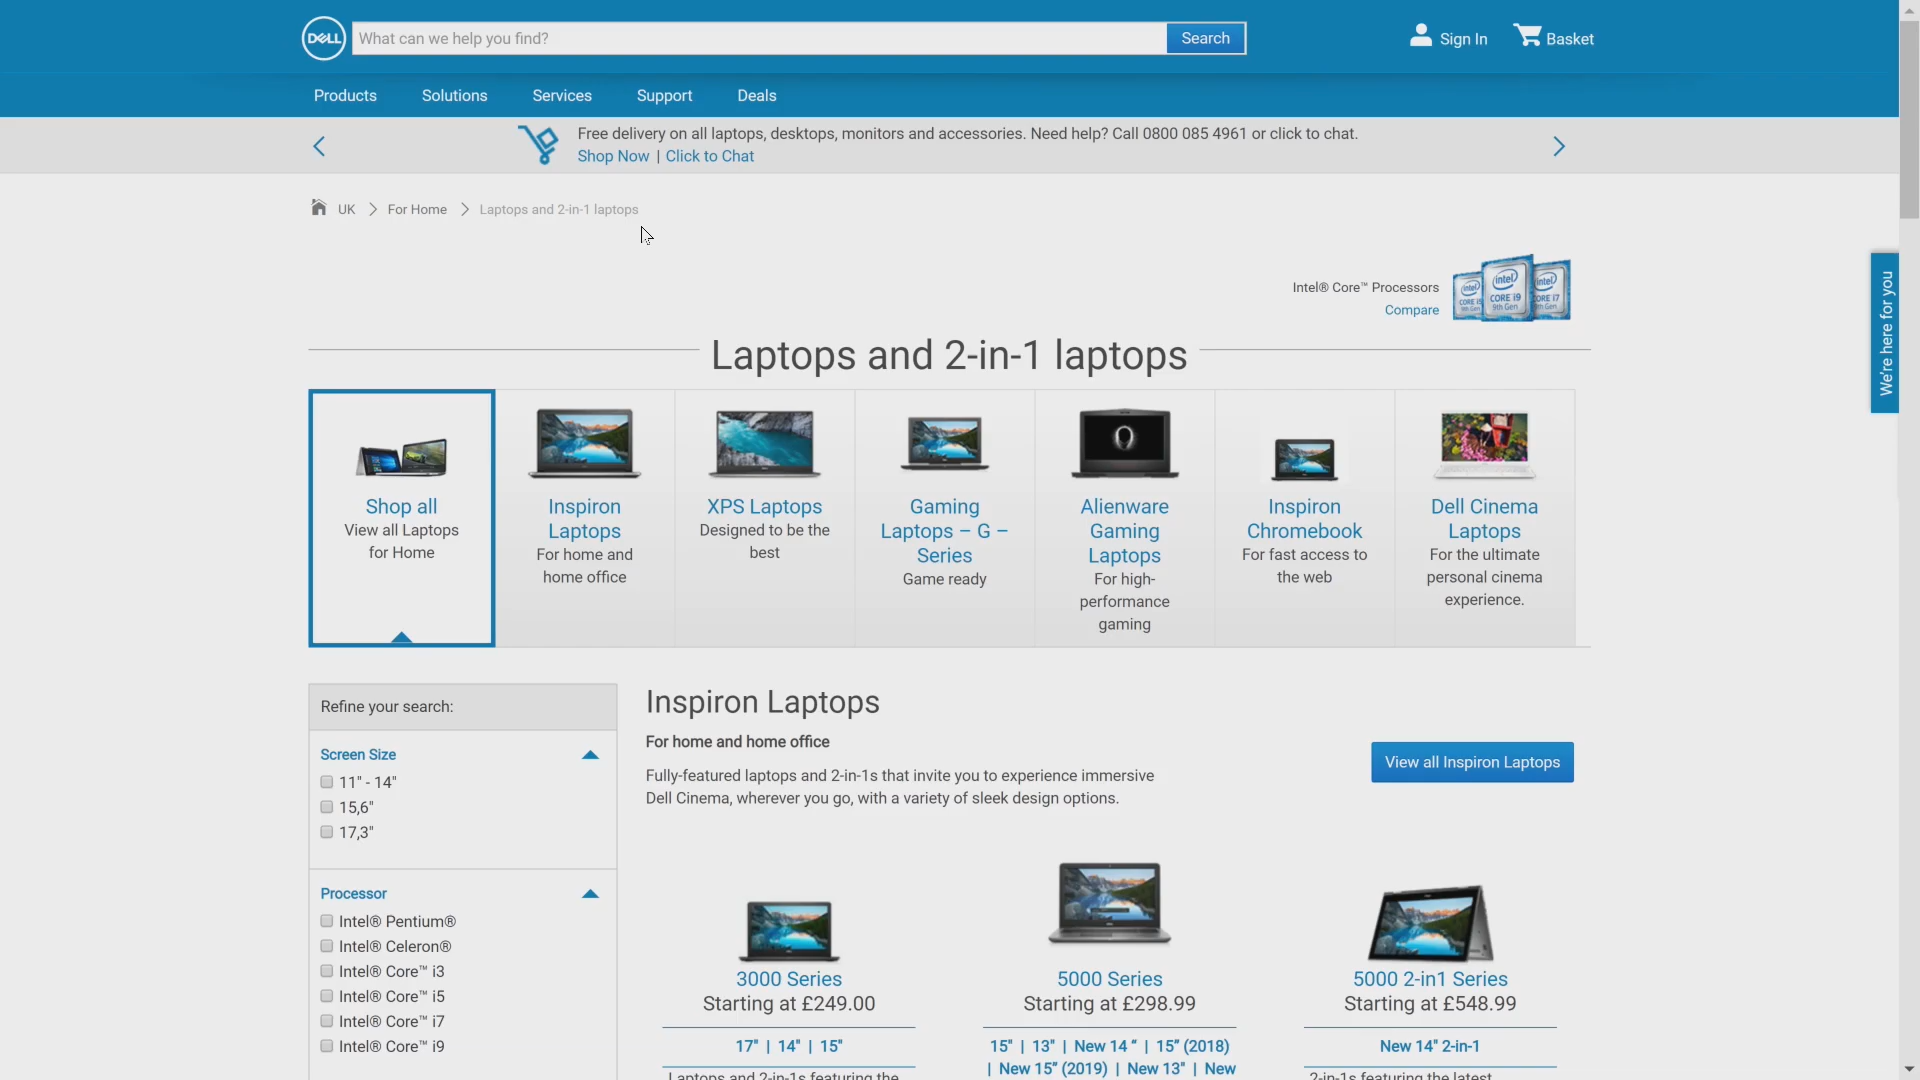 DELL
What can we help you find?
Search
Sign In
Basket
Products
Solutions
Services
Support
Deals
Free delivery on all laptops, desktops, monitors and accessories. Need help? Call 0800 085 4961 or click to chat.
Shop Now | Click to Chat
UK
For Home
Laptops and 2-in-1 laptops
Intel® Core™ Processors
Compare
intel
CORE i9
9th Gen
intel
CORE i7
9th Gen
We're here for you
Laptops and 2-in-1 laptops
Shop all
View all Laptops
for Home
Inspiron
Laptops
For home and
home office
XPS Laptops
Designed to be the
best
Gaming
Laptops – G –
Series
Game ready
Alienware
Gaming
Laptops
For high-
performance
gaming
Inspiron
Chromebook
For fast access to
the web
Dell Cinema
Laptops
For the ultimate
personal cinema
experience.
Refine your search:
Screen Size
11" - 14"
15,6"
17,3"
Processor
Intel® Pentium®
Intel® Celeron®
Intel® Core™ i3
Intel® Core™ i5
Intel® Core™ i7
Intel® Core™ i9
Inspiron Laptops
For home and home office
Fully-featured laptops and 2-in-1s that invite you to experience immersive
Dell Cinema, wherever you go, with a variety of sleek design options.
View all Inspiron Laptops
3000 Series
Starting at £249.00
17" | 14" | 15"
Laptops and 2-in-1s featuring the
5000 Series
Starting at £298.99
15" | 13" | New 14 “ | 15” (2018)
| New 15” (2019) | New 13" | New
5000 2-in1 Series
Starting at £548.99
New 14" 2-in-1
2-in-1s featuring the latest